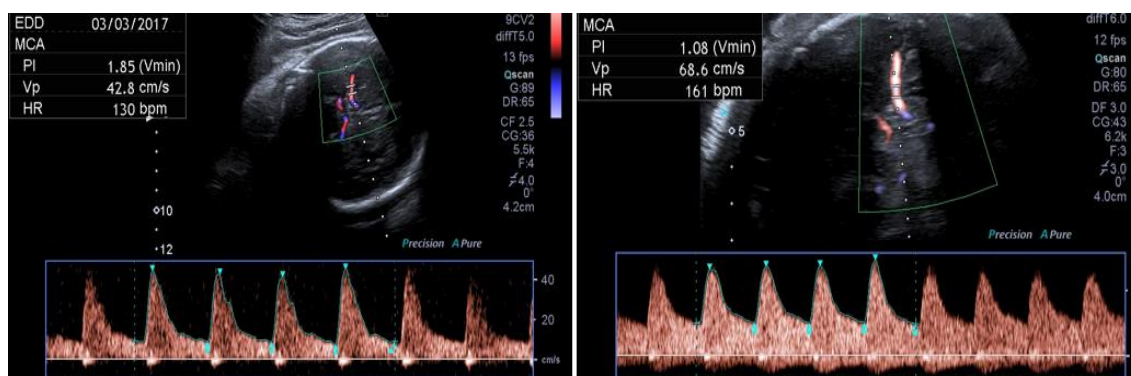 EDD 03/03/2017
MCA
PI 1.85 (Vmin)
Vp 42.8 cm/s
HR 130 bpm
9CV2
diffT5.0
13 fps
Qscan
G:89
DR:65
CF 2.5
CG:36
5.5k
F:4
4.0
0°
4.2cm
10
12
Precision A Pure
40
20
cm/s
MCA
PI 1.08 (Vmin)
Vp 68.6 cm/s
HR 161 bpm
diffT6.0
12 fps
Qscan
G:80
DR:65
DF 3.0
CG:43
6.2k
F:3
3.0
0°
4.0cm
5
Precision A Pure